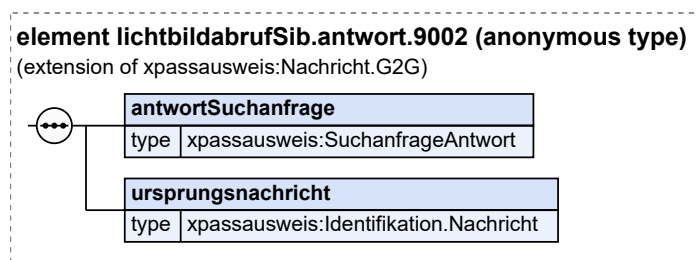 element lichtbildabrufSib.antwort.9002 (anonymous type)
(extension of xpassausweis:Nachricht.G2G)
antwortSuchanfrage
type xpassausweis:SuchanfrageAntwort
ursprungsnachricht
type xpassausweis:Identifikation.Nachricht